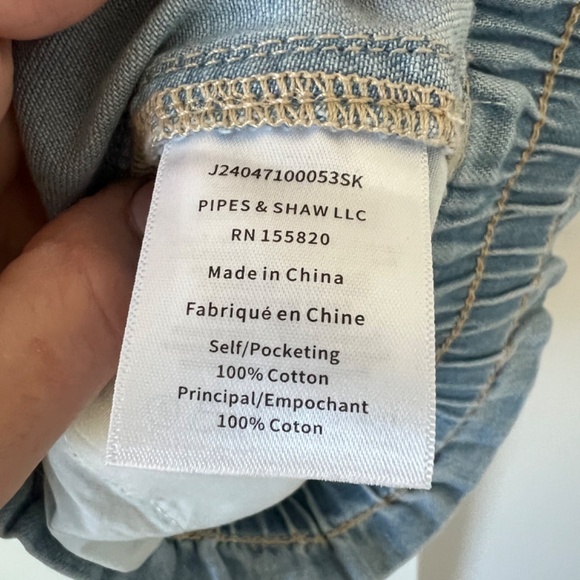 J24047100053SK
PIPES & SHAW LLC
RN 155820
Made in China
Fabriqué en Chine
Self/Pocketing
100% Cotton
Principal/Empochant
100% Coton